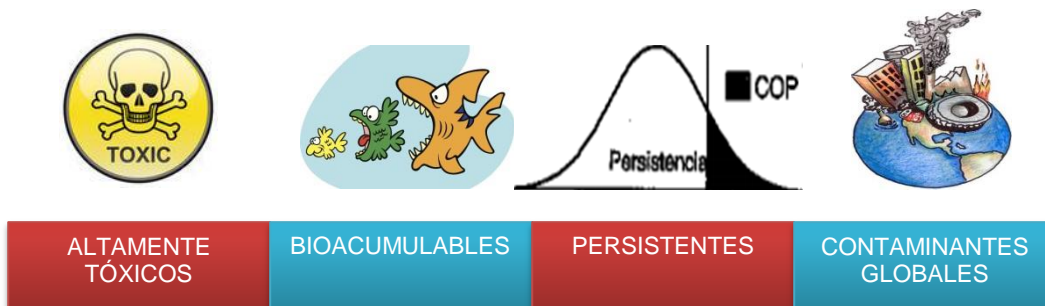 TOXIC
COP
Persistencia
ALTAMENTE
TÓXICOS
BIOACUMULABLES
PERSISTENTES
CONTAMINANTES
GLOBALES